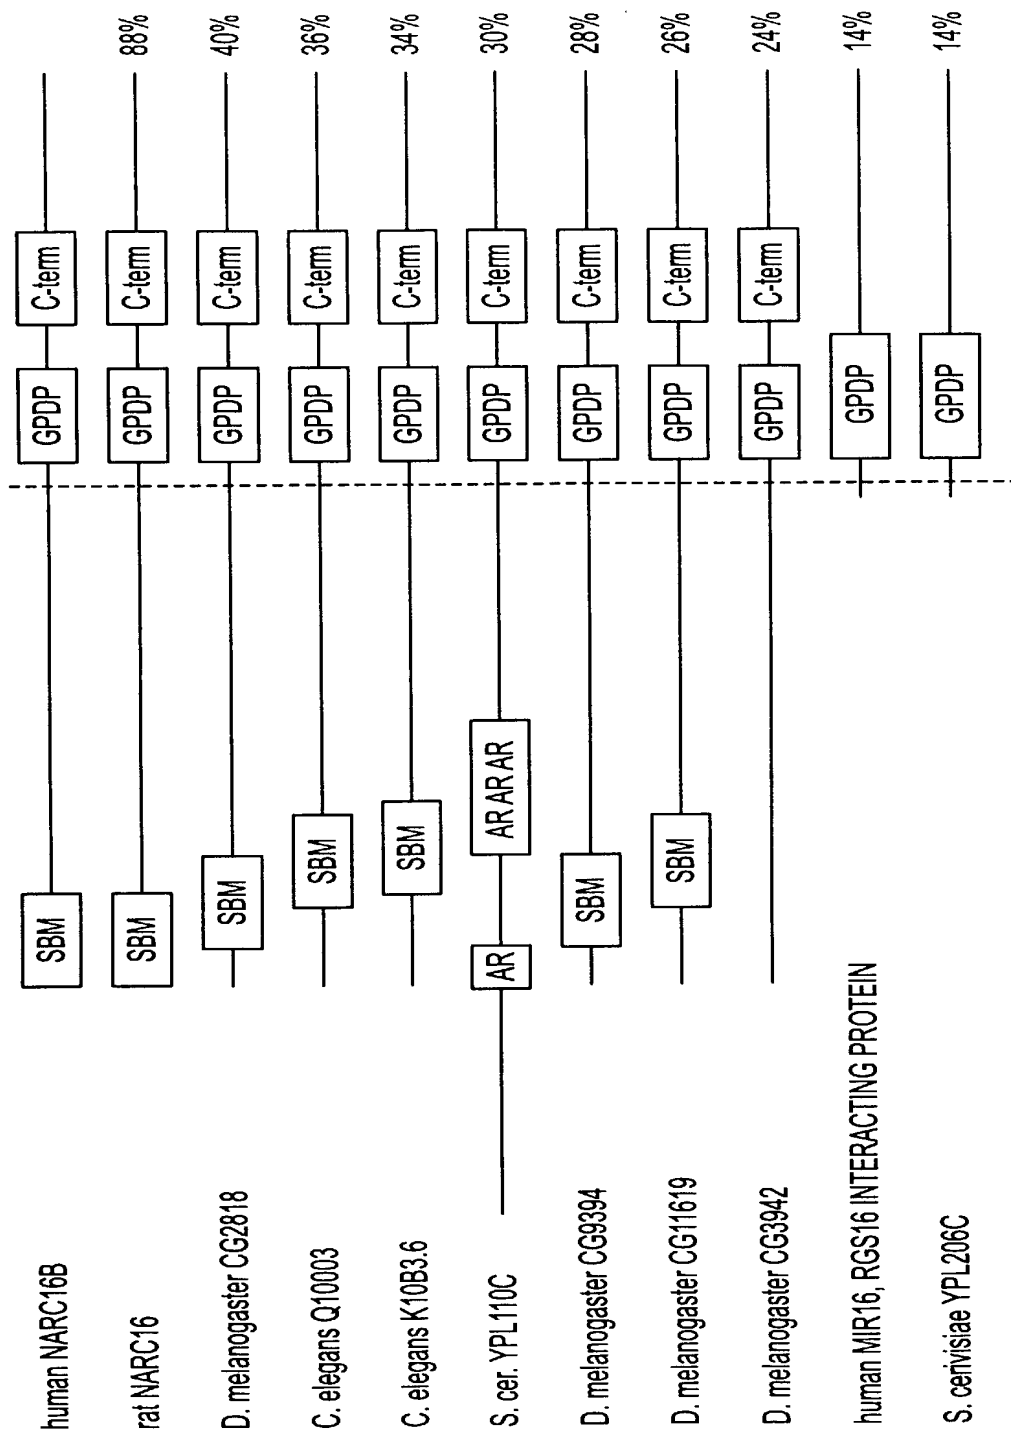 human NARC16B SBM GPDP C-term
rat NARC16 SBM GPDP C-term 88%
D. melanogaster CG2818 SBM GPDP C-term 40%
C. elegans Q10003 SBM GPDP C-term 36%
C. elegans K10B3.6 SBM GPDP C-term 34%
S. cer. YPL110C AR AR AR AR GPDP C-term 30%
D. melanogaster CG9394 SBM GPDP C-term 28%
D. melanogaster CG11619 SBM GPDP C-term 26%
D. melanogaster CG3942 GPDP C-term 24%
human MIR16, RGS16 INTERACTING PROTEIN GPDP 14%
S. cerivisiae YPL206C GPDP 14%